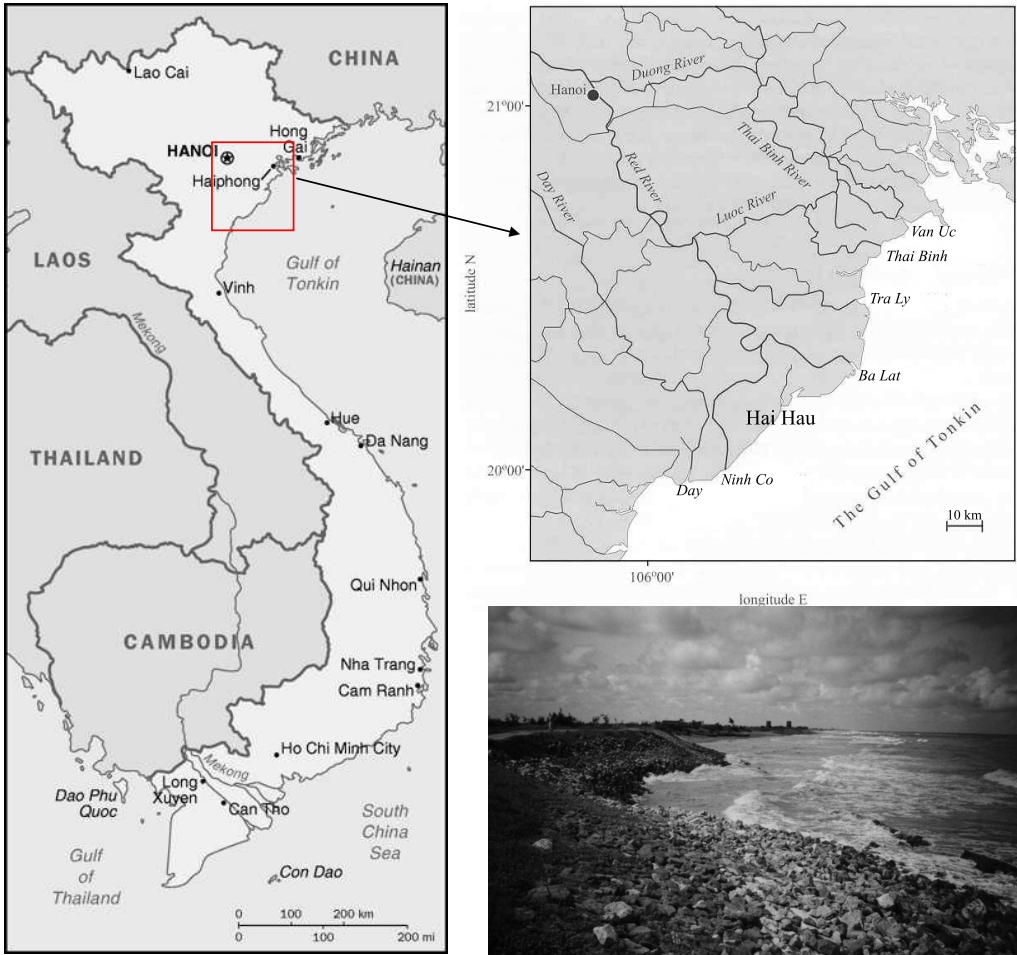 CHINA
Lao Cai
Hong
Gai
HANOI
Haiphong
LAOS
Gulf of
Tonkin
Hainan
(CHINA)
Vinh
Mekong
Hue
Da Nang
THAILAND
Qui Nhon
CAMBODIA
Nha Trang
Cam Ranh
Ho Chi Minh City
Mekong
Long
Xuyen
Can Tho
Dao Phu
Quoc
South
China
Sea
Gulf
of
Thailand
Con Dao
0 100 200 km
0 100 200 mi
Duong River
Hanoi
21°00'
Thai Binh River
Red River
Day River
Luoc River
Van Uc
Thai Binh
latitude N
Tra Ly
Ba Lat
Hai Hau
The Gulf of Tonkin
20°00'
Day
Ninh Co
10 km
106°00'
longitude E